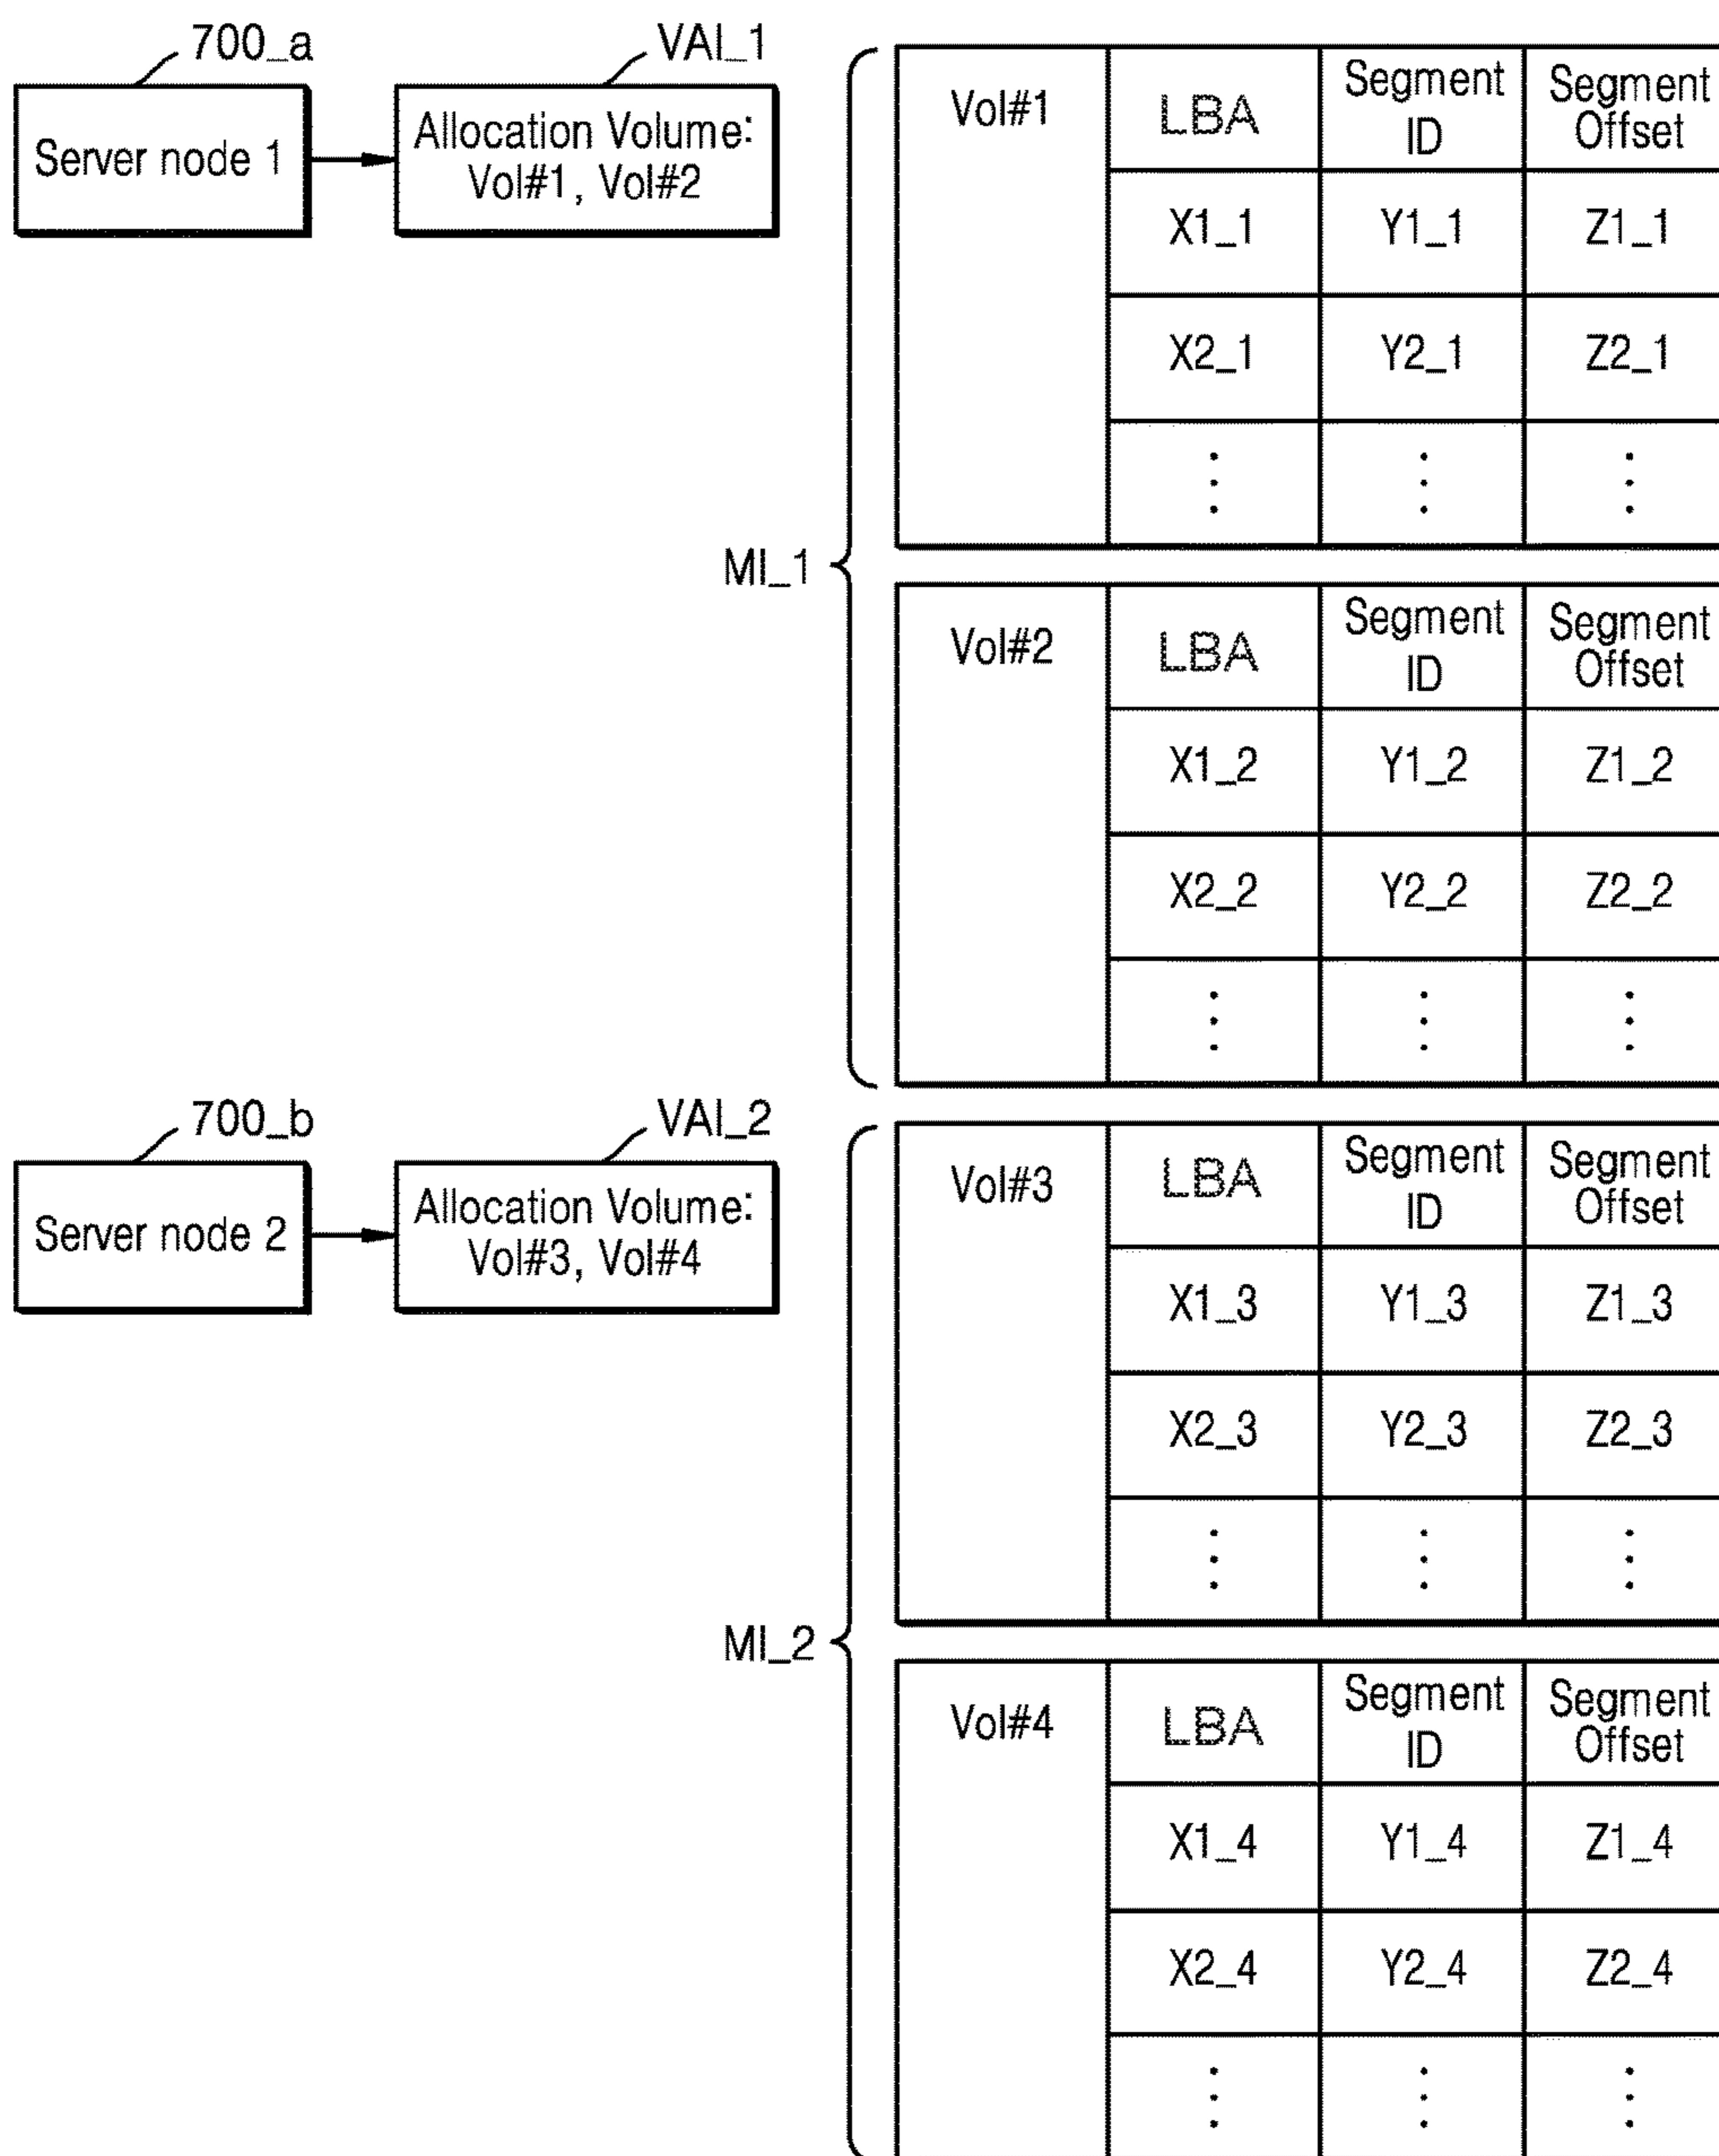 700_a
VAI_1
Server node 1
Allocation Volume:
Vol#1, Vol#2
MI_1
Vol#1 LBA Segment ID Segment Offset
X1_1 Y1_1 Z1_1
X2_1 Y2_1 Z2_1
⋮ ⋮ ⋮
Vol#2 LBA Segment ID Segment Offset
X1_2 Y1_2 Z1_2
X2_2 Y2_2 Z2_2
⋮ ⋮ ⋮
700_b
VAI_2
Server node 2
Allocation Volume:
Vol#3, Vol#4
MI_2
Vol#3 LBA Segment ID Segment Offset
X1_3 Y1_3 Z1_3
X2_3 Y2_3 Z2_3
⋮ ⋮ ⋮
Vol#4 LBA Segment ID Segment Offset
X1_4 Y1_4 Z1_4
X2_4 Y2_4 Z2_4
⋮ ⋮ ⋮